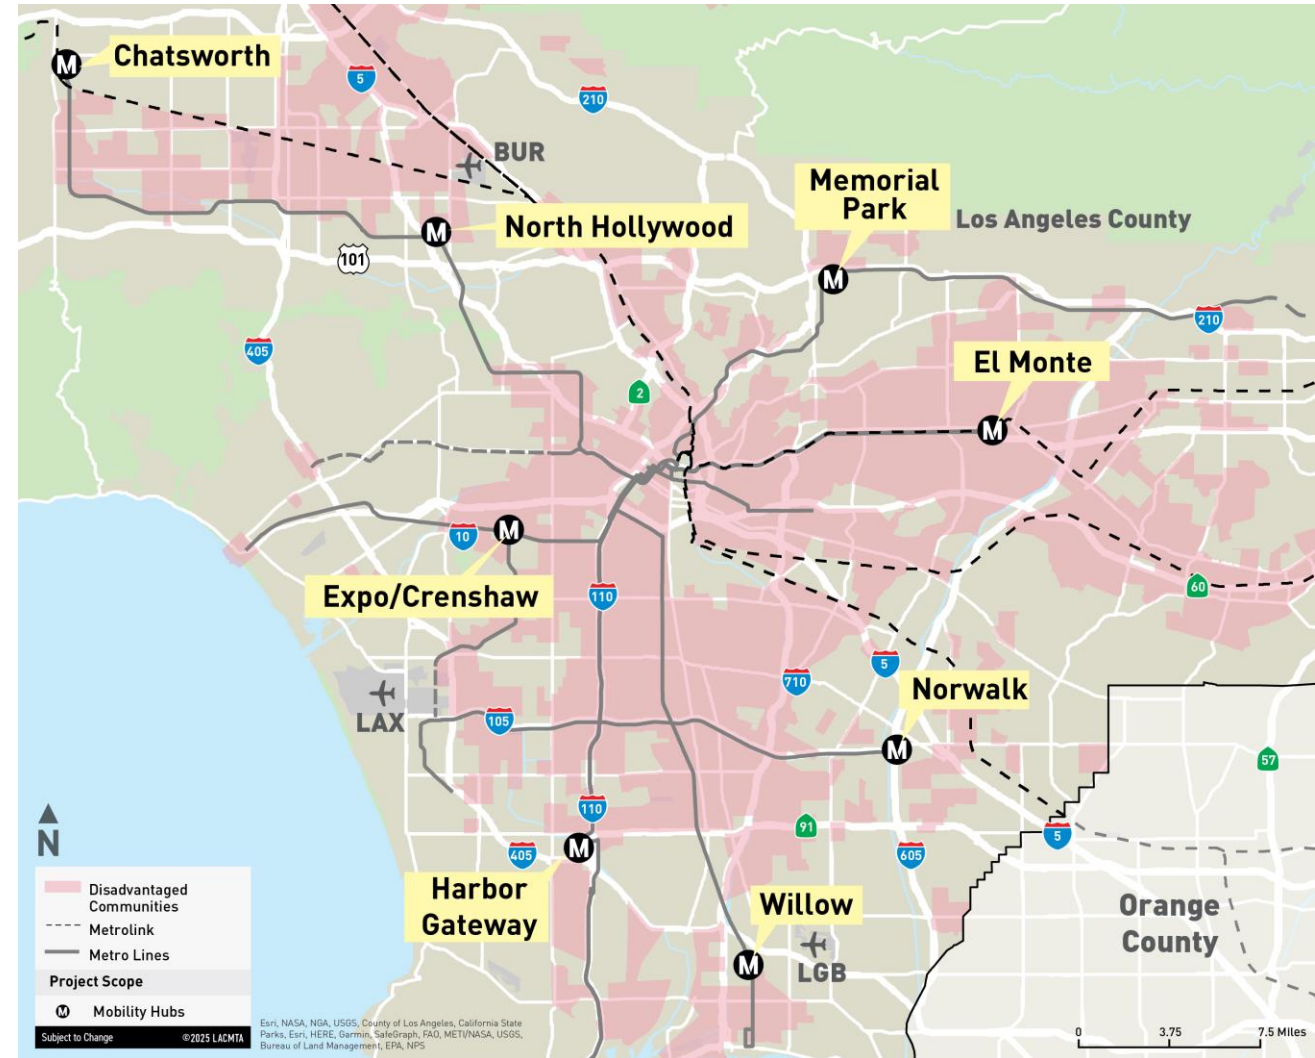 M
Chatsworth
5
210
BUR
M
North Hollywood
101
Memorial
Park
M
Los Angeles County
210
405
2
El Monte
M
10
M
Expo/Crenshaw
110
60
5
710
Norwalk
M
LAX
105
57
110
91
5
405
605
N
M
Harbor
Gateway
Willow
M
LGB
Orange
County
Disadvantaged
Communities
Metrolink
Metro Lines
Project Scope
M Mobility Hubs
Subject to Change ©2025 LACMTA
Esri, NASA, NGA, USGS, County of Los Angeles, California State
Parks, Esri, HERE, Garmin, SafeGraph, FAO, METI/NASA, USGS,
Bureau of Land Management, EPA, NPS
0 3.75 7.5 Miles